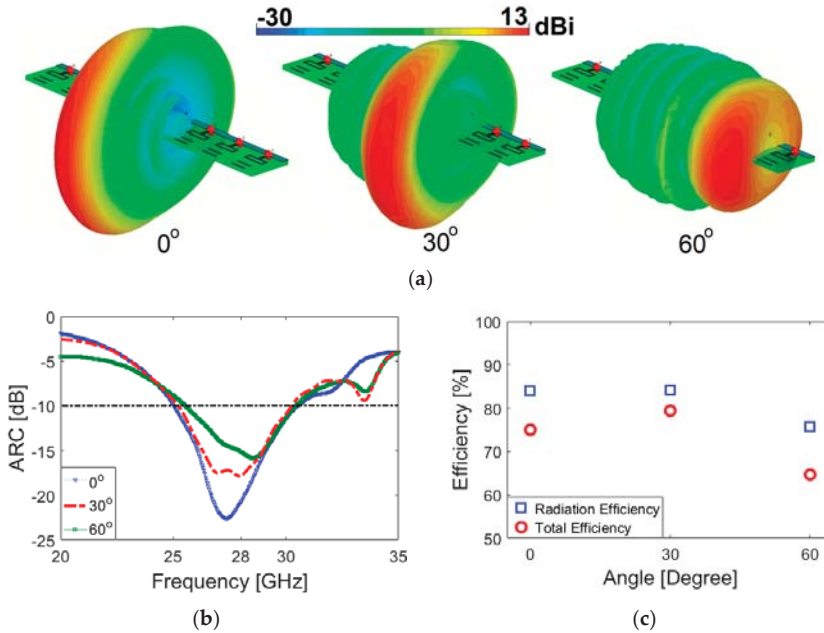 -30 13 dBi
0° 30° 60°
(a)
0
-5
-10
-15
-20
-25
ARC [dB]
0°
30°
60°
20 25 28 30 35
Frequency [GHz]
(b)
100
90
80
70
60
50
Efficiency [%]
Radiation Efficiency
Total Efficiency
0 30 60
Angle [Degree]
(c)